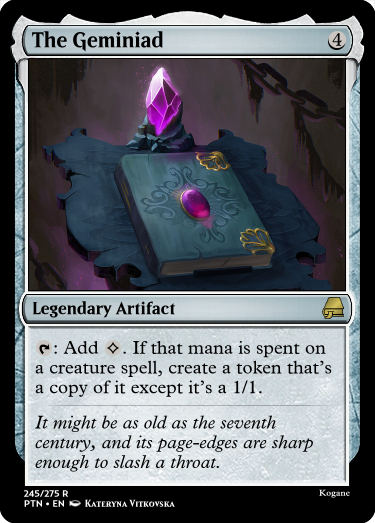 The Geminiad 4
Legendary Artifact
: Add . If that mana is spent on
a creature spell, create a token that's
a copy of it except it's a 1/1.
It might be as old as the seventh
century, and its page-edges are sharp
enough to slash a throat.
245/275 R
Kogane
PTN • EN Kateryna Vitkovska